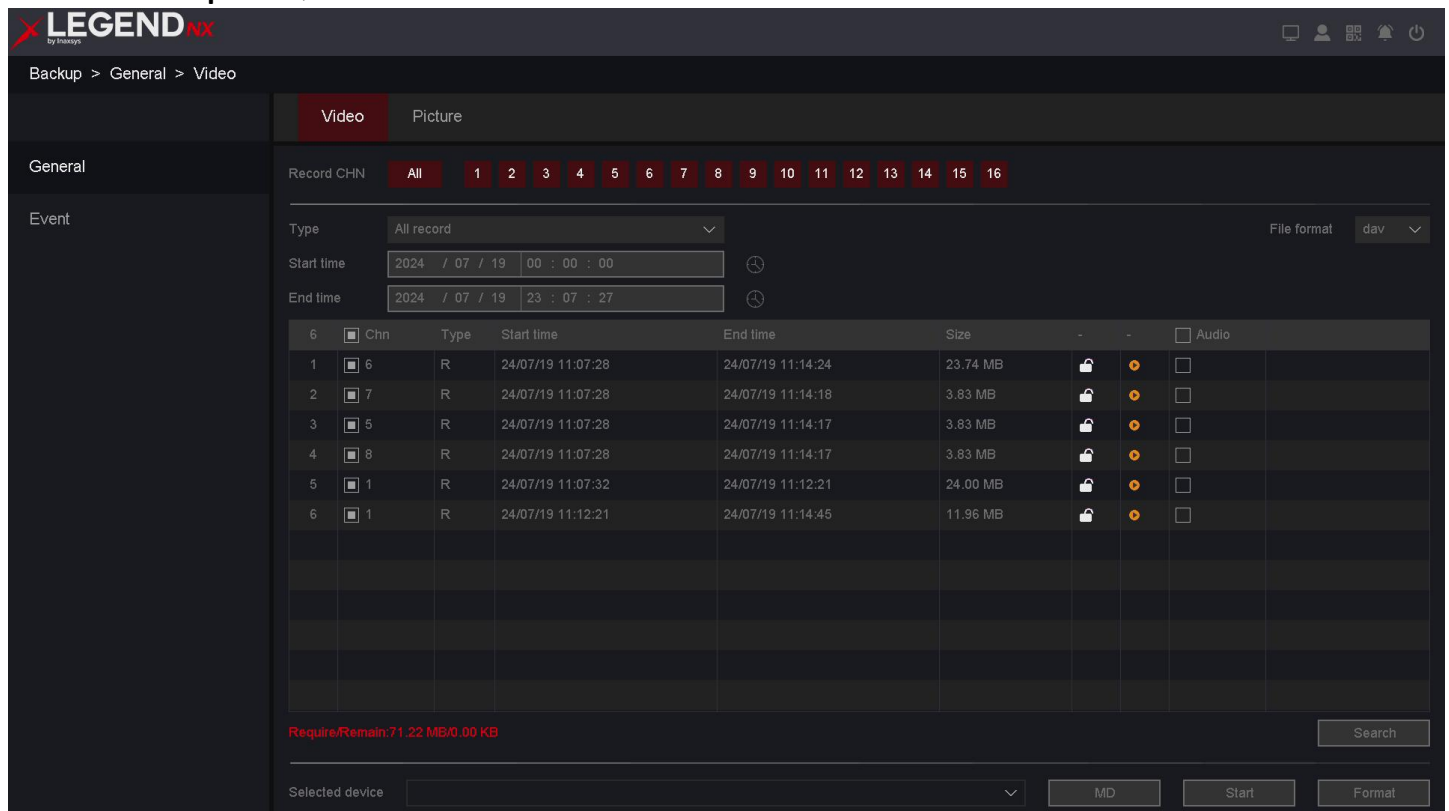 LEGEND NX
by Inaxsys
Backup > General > Video
Video Picture
General
Event
Record CHN All 1 2 3 4 5 6 7 8 9 10 11 12 13 14 15 16
Type All record File format dav
Start time 2024 / 07 / 19 00 : 00 : 00
End time 2024 / 07 / 19 23 : 07 : 27
6 Chn Type Start time End time Size - - Audio
1 6 R 24/07/19 11:07:28 24/07/19 11:14:24 23.74 MB
2 7 R 24/07/19 11:07:28 24/07/19 11:14:18 3.83 MB
3 5 R 24/07/19 11:07:28 24/07/19 11:14:17 3.83 MB
4 8 R 24/07/19 11:07:28 24/07/19 11:14:17 3.83 MB
5 1 R 24/07/19 11:07:32 24/07/19 11:12:21 24.00 MB
6 1 R 24/07/19 11:12:21 24/07/19 11:14:45 11.96 MB
Require/Remain:71.22 MB/0.00 KB
Search
Selected device MD Start Format